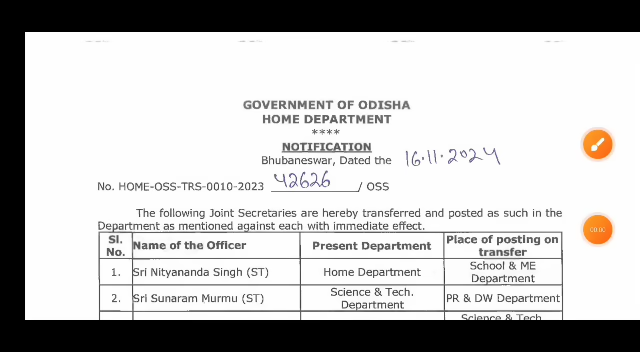 GOVERNMENT OF ODISHA
HOME DEPARTMENT
****
NOTIFICATION
Bhubaneswar, Dated the 16.11.2024
No. HOME-OSS-TRS-0010-2023 42626 / OSS
The following Joint Secretaries are hereby transferred and posted as such in the
Department as mentioned against each with immediate effect.
Sl. No. Name of the Officer Present Department Place of posting on transfer
1. Sri Nityananda Singh (ST) Home Department School & ME Department
2. Sri Sunaram Murmu (ST) Science & Tech. Department PR & DW Department
Science & Tech.
00:00